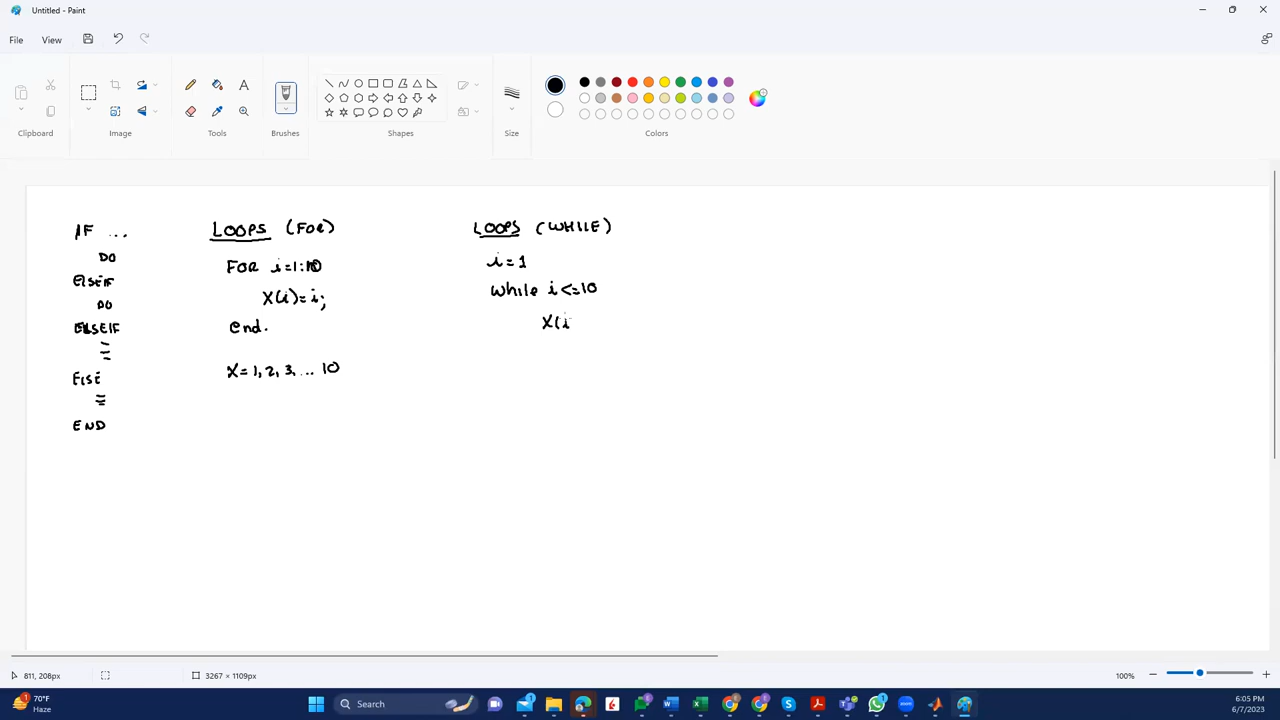 Untitled - Paint
File
View
Clipboard
Image
Tools
Brushes
Shapes
Size
Colors
IF ...
DO
ELSEIF
DO
ELSEIF
ELSE
END
LOOPS (FOR)
FOR i=1:10
X(i)=i;
end.
X=1,2,3,... 10
LOOPS (WHILE)
i=1
While i<=10
X(i
811, 208px
3267 × 1109px
100%
70°F
Haze
Search
6:05 PM
6/7/2023